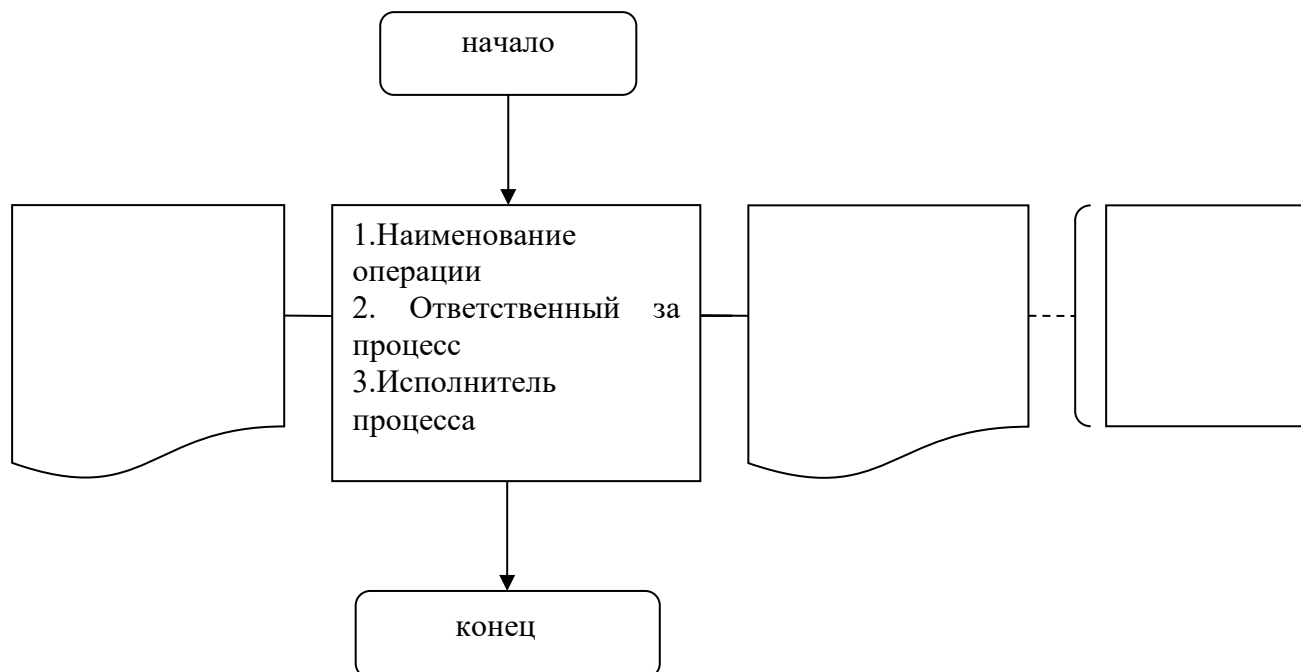 начало
1.Наименование
операции
2. Ответственный за
процесс
3.Исполнитель
процесса
конец